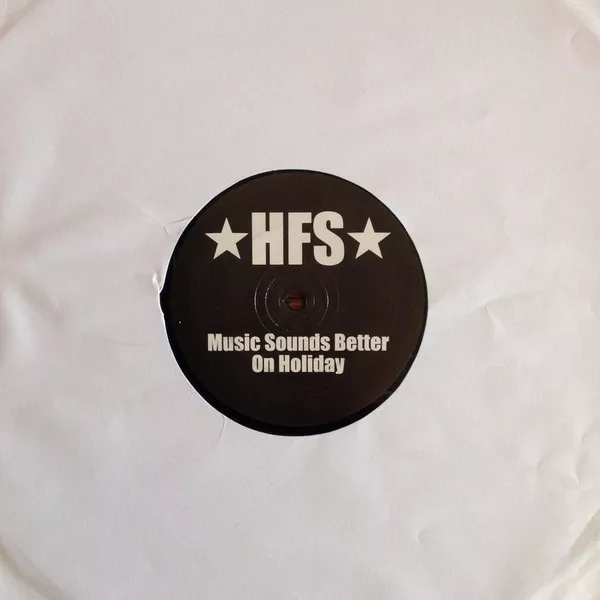 ★HFS★
Music Sounds Better
On Holiday